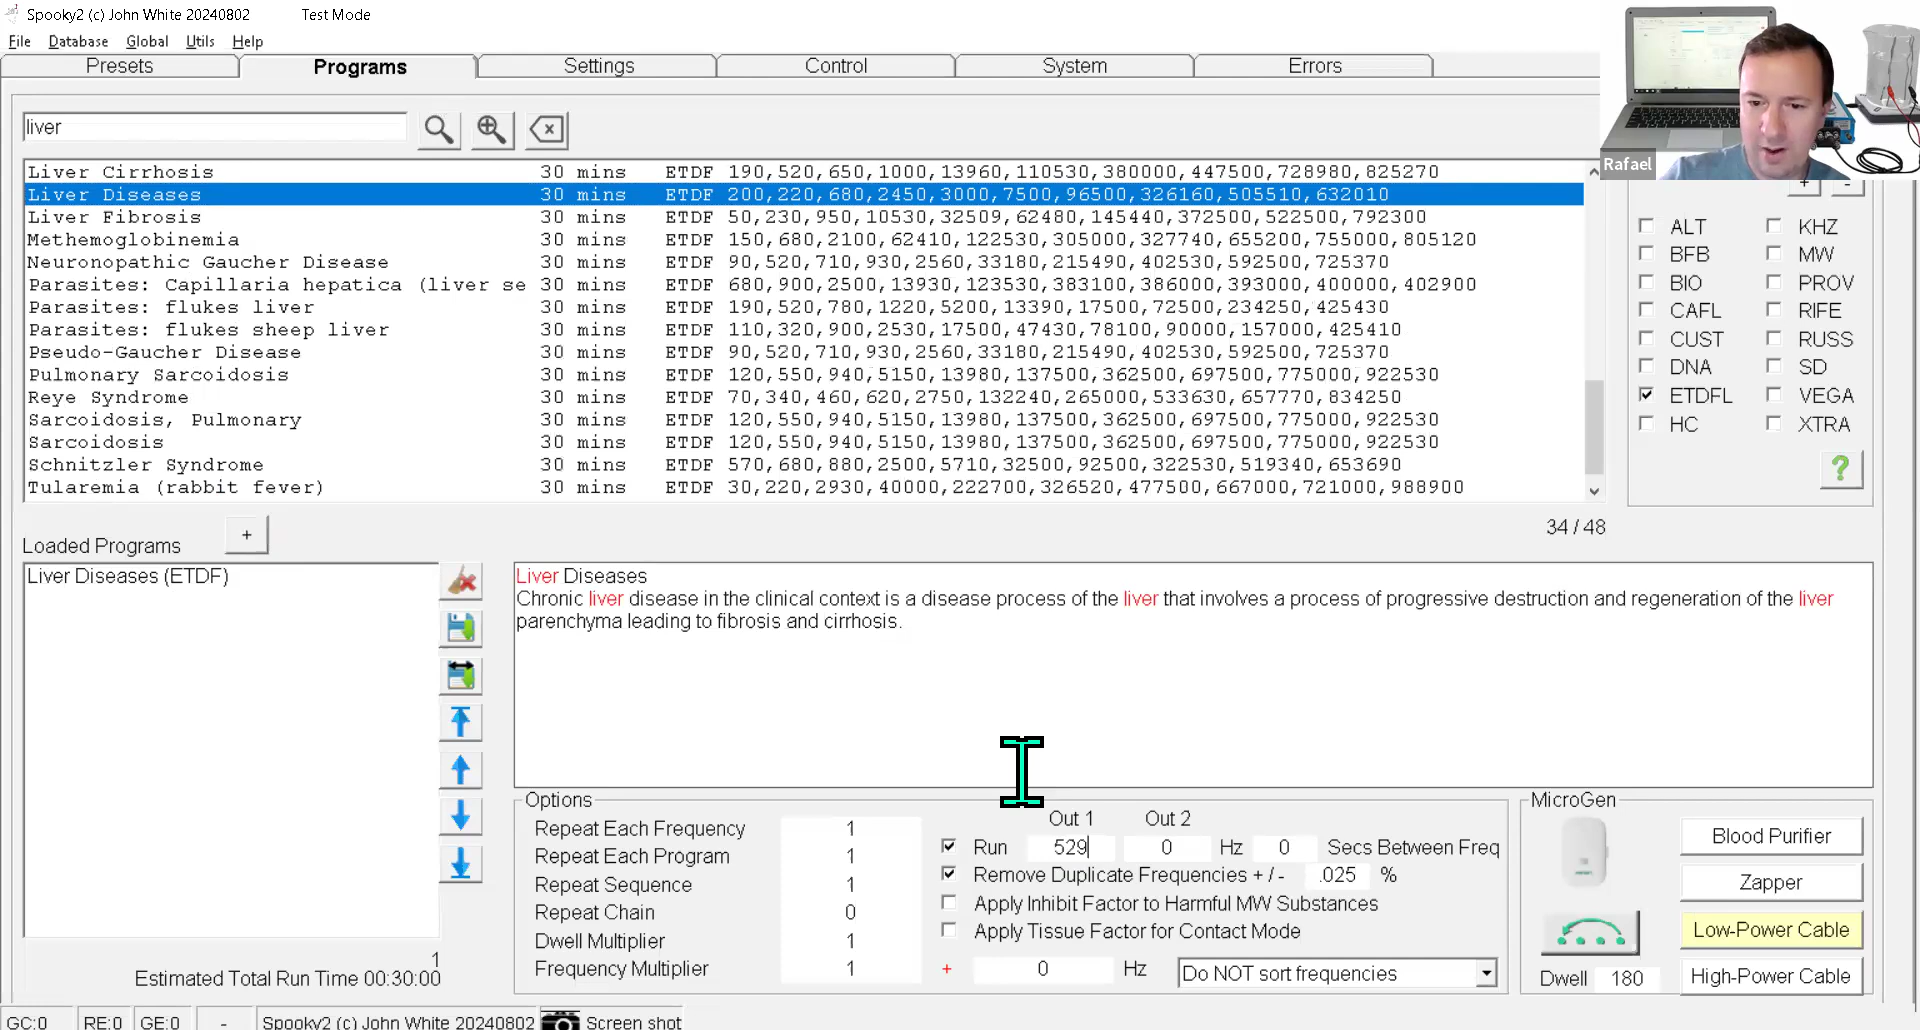 Spooky2 (c) John White 20240802 Test Mode
File Database Global Utils Help
Presets Programs Settings Control System Errors
Rafael
liver
+ -
Liver Cirrhosis 30 mins ETDF 190,520,650,1000,13960,110530,380000,447500,728980,825270
Liver Diseases 30 mins ETDF 200,220,680,2450,3000,7500,96500,326160,505510,632010
Liver Fibrosis 30 mins ETDF 50,230,950,10530,32509,62480,145440,372500,522500,792300
Methemoglobinemia 30 mins ETDF 150,680,2100,62410,122530,305000,327740,655200,755000,805120
Neuronopathic Gaucher Disease 30 mins ETDF 90,520,710,930,2560,33180,215490,402530,592500,725370
Parasites: Capillaria hepatica (liver se 30 mins ETDF 680,900,2500,13930,123530,383100,386000,393000,400000,402900
Parasites: flukes liver 30 mins ETDF 190,520,780,1220,5200,13390,17500,72500,234250,425430
Parasites: flukes sheep liver 30 mins ETDF 110,320,900,2530,17500,47430,78100,90000,157000,425410
Pseudo-Gaucher Disease 30 mins ETDF 90,520,710,930,2560,33180,215490,402530,592500,725370
Pulmonary Sarcoidosis 30 mins ETDF 120,550,940,5150,13980,137500,362500,697500,775000,922530
Reye Syndrome 30 mins ETDF 70,340,460,620,2750,132240,265000,533630,657770,834250
Sarcoidosis, Pulmonary 30 mins ETDF 120,550,940,5150,13980,137500,362500,697500,775000,922530
Sarcoidosis 30 mins ETDF 120,550,940,5150,13980,137500,362500,697500,775000,922530
Schnitzler Syndrome 30 mins ETDF 570,680,880,2500,5710,32500,92500,322530,519340,653690
Tularemia (rabbit fever) 30 mins ETDF 30,220,2930,40000,222700,326520,477500,667000,721000,988900
ALT KHZ
BFB MW
BIO PROV
CAFL RIFE
CUST RUSS
DNA SD
ETDFL VEGA
HC XTRA
?
34 / 48
Loaded Programs +
Liver Diseases (ETDF)
1
Estimated Total Run Time 00:30:00
Liver Diseases
Chronic liver disease in the clinical context is a disease process of the liver that involves a process of progressive destruction and regeneration of the liver
parenchyma leading to fibrosis and cirrhosis.
Options
Repeat Each Frequency 1
Repeat Each Program 1
Repeat Sequence 1
Repeat Chain 0
Dwell Multiplier 1
Frequency Multiplier 1
Out 1 Out 2
Run 529 0 Hz 0 Secs Between Freq
Remove Duplicate Frequencies + / - .025 %
Apply Inhibit Factor to Harmful MW Substances
Apply Tissue Factor for Contact Mode
+ 0 Hz Do NOT sort frequencies
MicroGen
Blood Purifier
Zapper
Low-Power Cable
Dwell 180 High-Power Cable
GC:0 RE:0 GE:0 - Spooky2 (c) John White 20240802 Screen shot